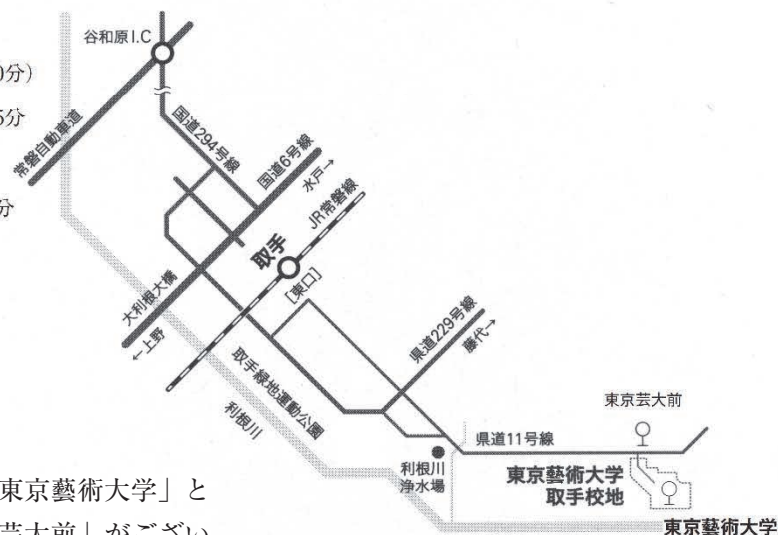 谷和原I.C
0分)
5分
分
常磐自動車道
国道294号線
国道6号線
水戸→
JR常磐線
取手
[東口]
大利根大橋
←上野
取手緑地運動公園
利根川
県道229号線
藤代→
東京芸大前
県道11号線
利根川
浄水場
東京藝術大学
取手校地
東京藝術大学」と
芸大前」がござい
東京藝術大学